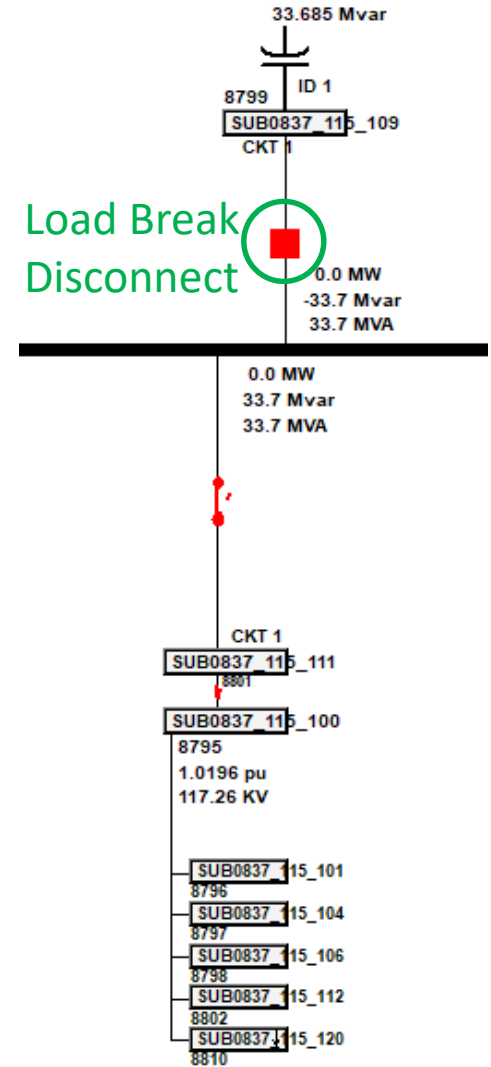 33.685 Mvar
ID 1
8799
SUB0837_115_109
CKT 1
Load Break
Disconnect
0.0 MW
-33.7 Mvar
33.7 MVA
0.0 MW
33.7 Mvar
33.7 MVA
CKT 1
SUB0837_115_111
8801
SUB0837_115_100
8795
1.0196 pu
117.26 KV
SUB0837_115_101
8796
SUB0837_115_104
8797
SUB0837_115_106
8798
SUB0837_115_112
8802
SUB0837_115_120
8810